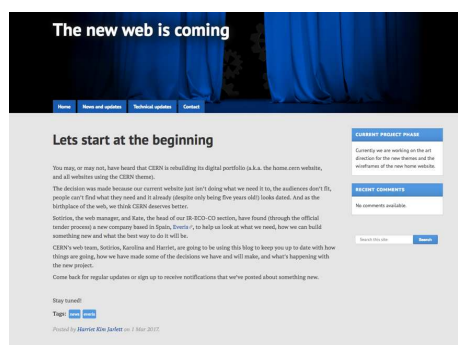 The new web is coming
Home
News and updates
Technical updates
Contact
Lets start at the beginning
You may, or may not, have heard that CERN is rebuilding its digital portfolio (a.k.a. the home.cern website,
and all websites using the CERN theme).
The decision was made because our current website just isn't doing what we need it to, the audiences don't fit,
people can't find what they need and it already (despite only being five years old!) looks dated. And as the
birthplace of the web, we think CERN deserves better.
Sotirios, the web manager, and Kate, the head of our IR-ECO-CO section, have found (through the official
tender process) a new company based in Spain, Everis, to help us look at what we need, how we can build
something new and what the best way to do it will be.
CERN's web team, Sotirios, Karolina and Harriet, are going to be using this blog to keep you up to date with how
things are going, how we have made some of the decisions we have and will make, and what's happening with
the new project.
Come back for regular updates or sign up to receive notifications that we've posted about something new.
Stay tuned!
Tags: news everis
Posted by Harriet Kim Jarlett on 1 Mar 2017.
CURRENT PROJECT PHASE
Currently we are working on the art
direction for the new themes and the
wireframes of the new home website.
RECENT COMMENTS
No comments available.
Search this site
Search